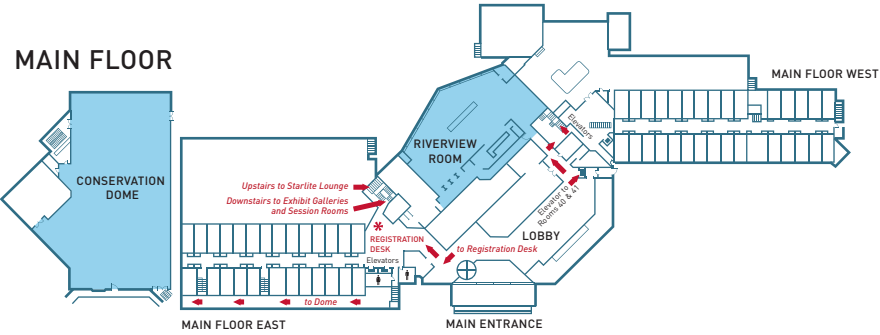 MAIN FLOOR
MAIN FLOOR WEST
Elevators
RIVERVIEW
ROOM
CONSERVATION
DOME
Upstairs to Starlite Lounge
Downstairs to Exhibit Galleries
and Session Rooms
Elevator to
Rooms 40 & 41
*
REGISTRATION
DESK
LOBBY
to Registration Desk
Elevators
to Dome
MAIN FLOOR EAST
MAIN ENTRANCE